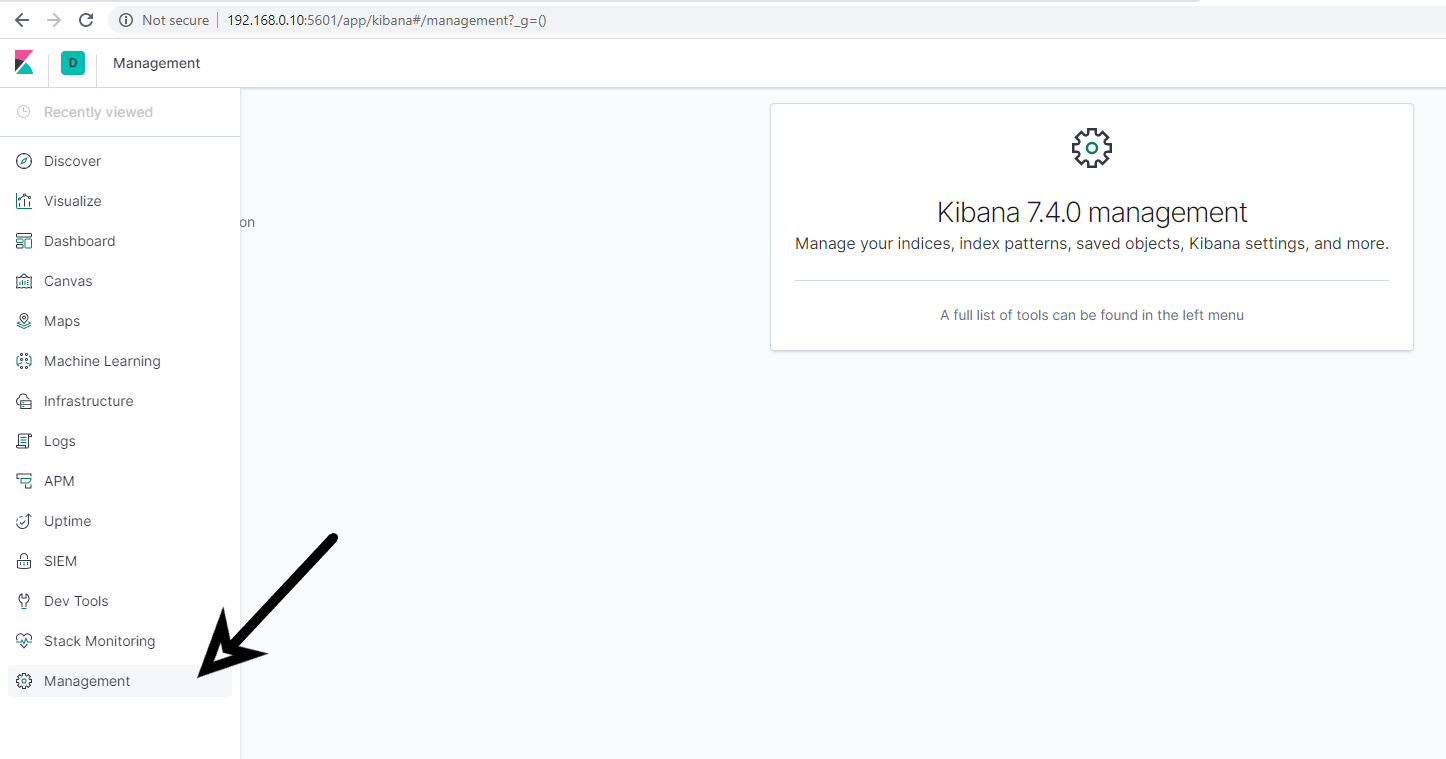 Not secure 192.168.0.10:5601/app/kibana#/management?_g=()
D Management
Recently viewed
Discover
Visualize
on
Dashboard
Canvas
Maps
Machine Learning
Infrastructure
Logs
APM
Uptime
SIEM
Dev Tools
Stack Monitoring
Management
Kibana 7.4.0 management
Manage your indices, index patterns, saved objects, Kibana settings, and more.
A full list of tools can be found in the left menu